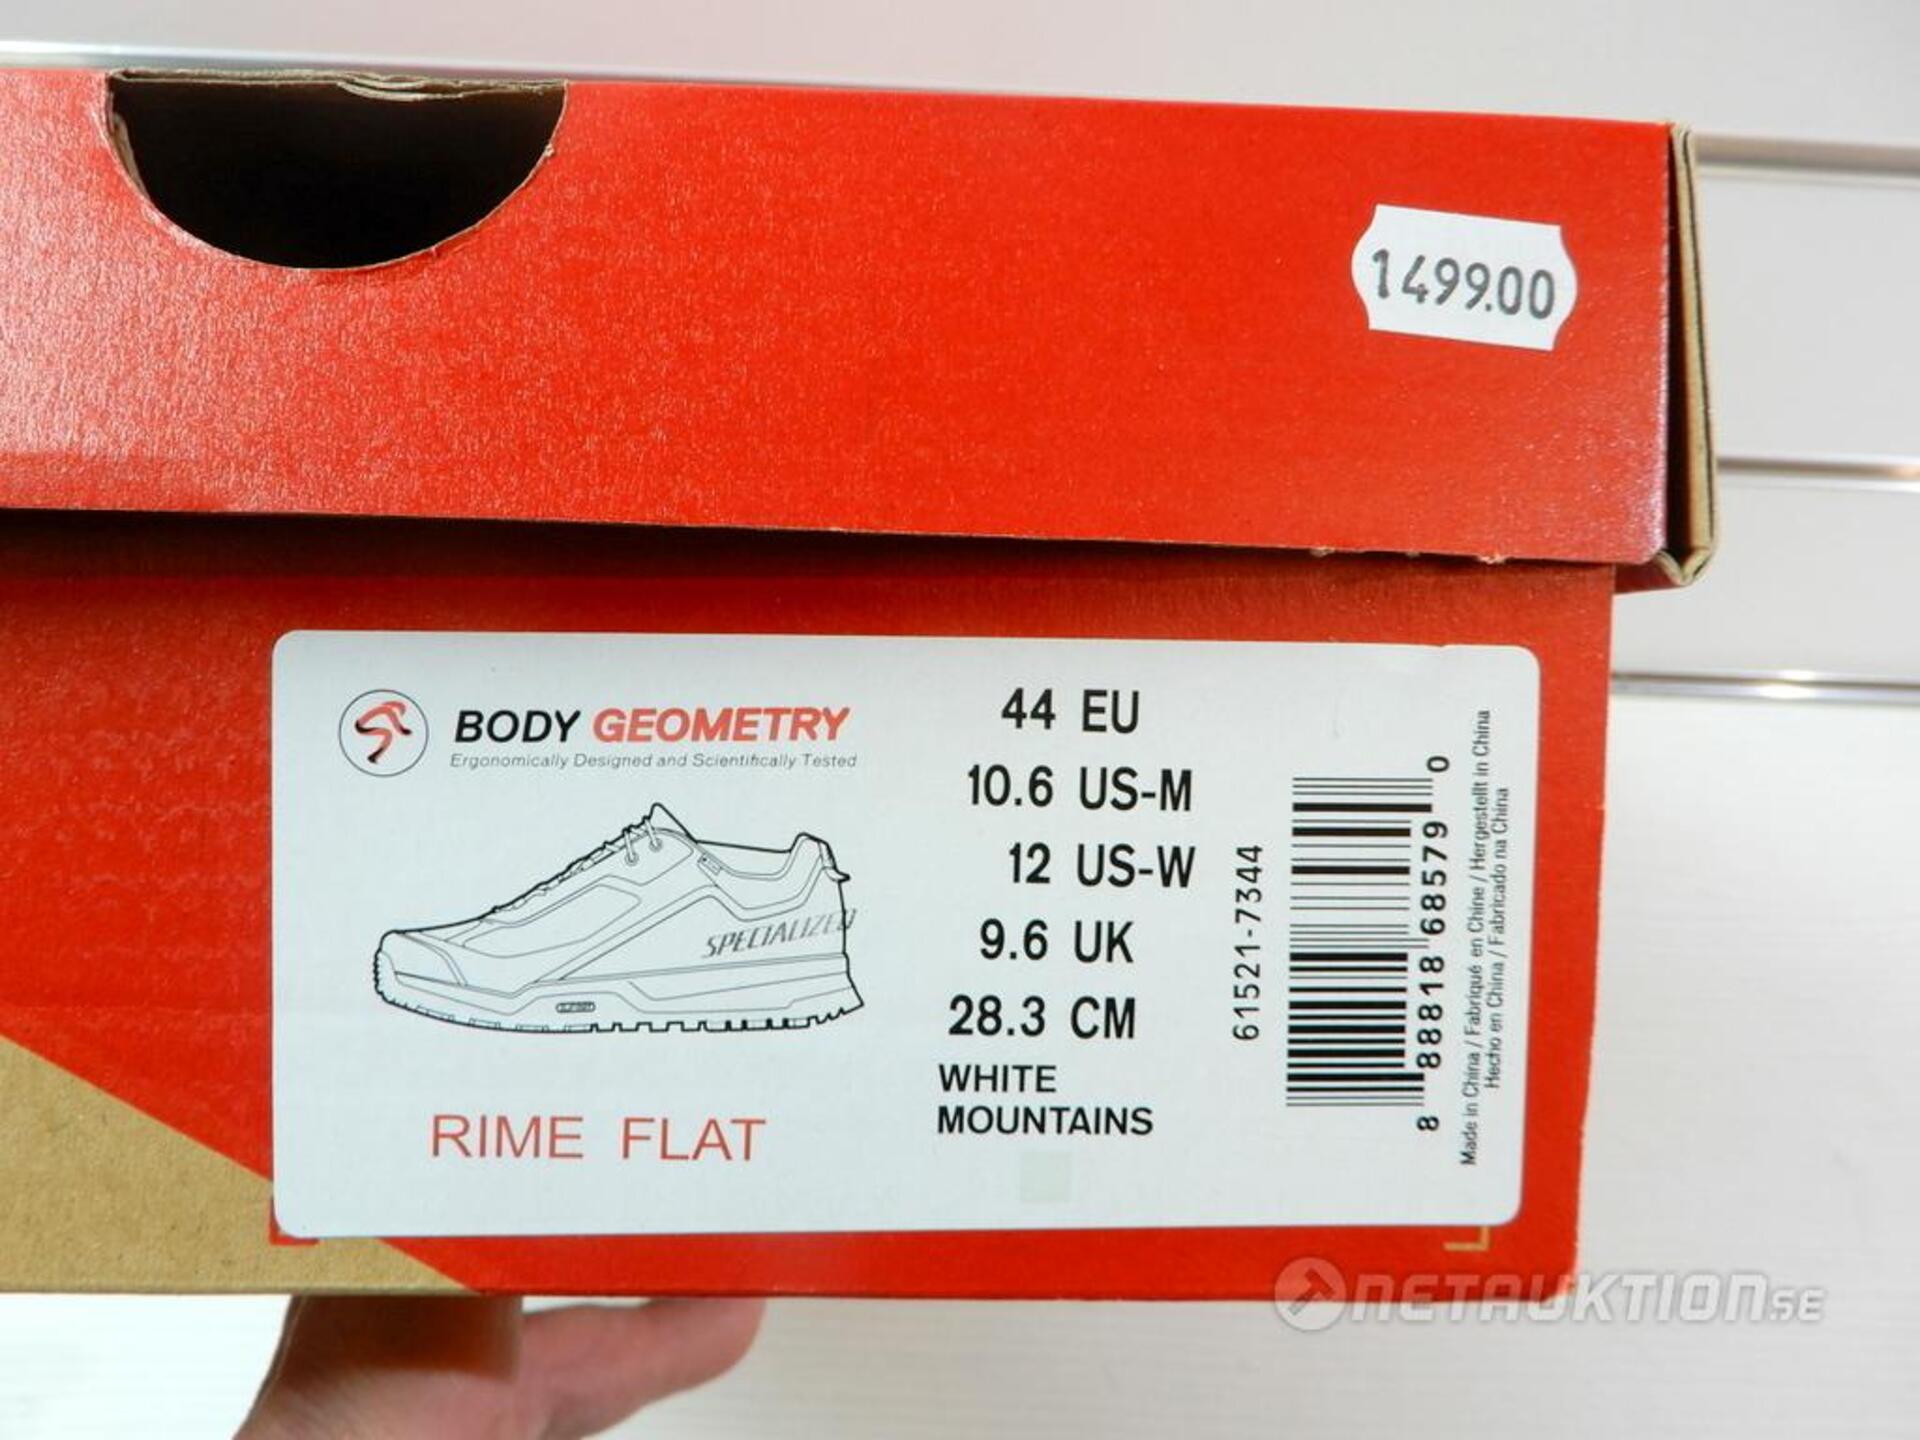 1499.00
BODY GEOMETRY
Ergonomically Designed and Scientifically Tested
SPECIALIZED
RIME FLAT
44 EU
10.6 US-M
12 US-W
9.6 UK
28.3 CM
WHITE
MOUNTAINS
61521-7344
8 88818 68579 0
Made in China / Fabriqué en Chine / Hergestellt in China
Hecho en China / Fabricado na China
NETAUKTION.SE